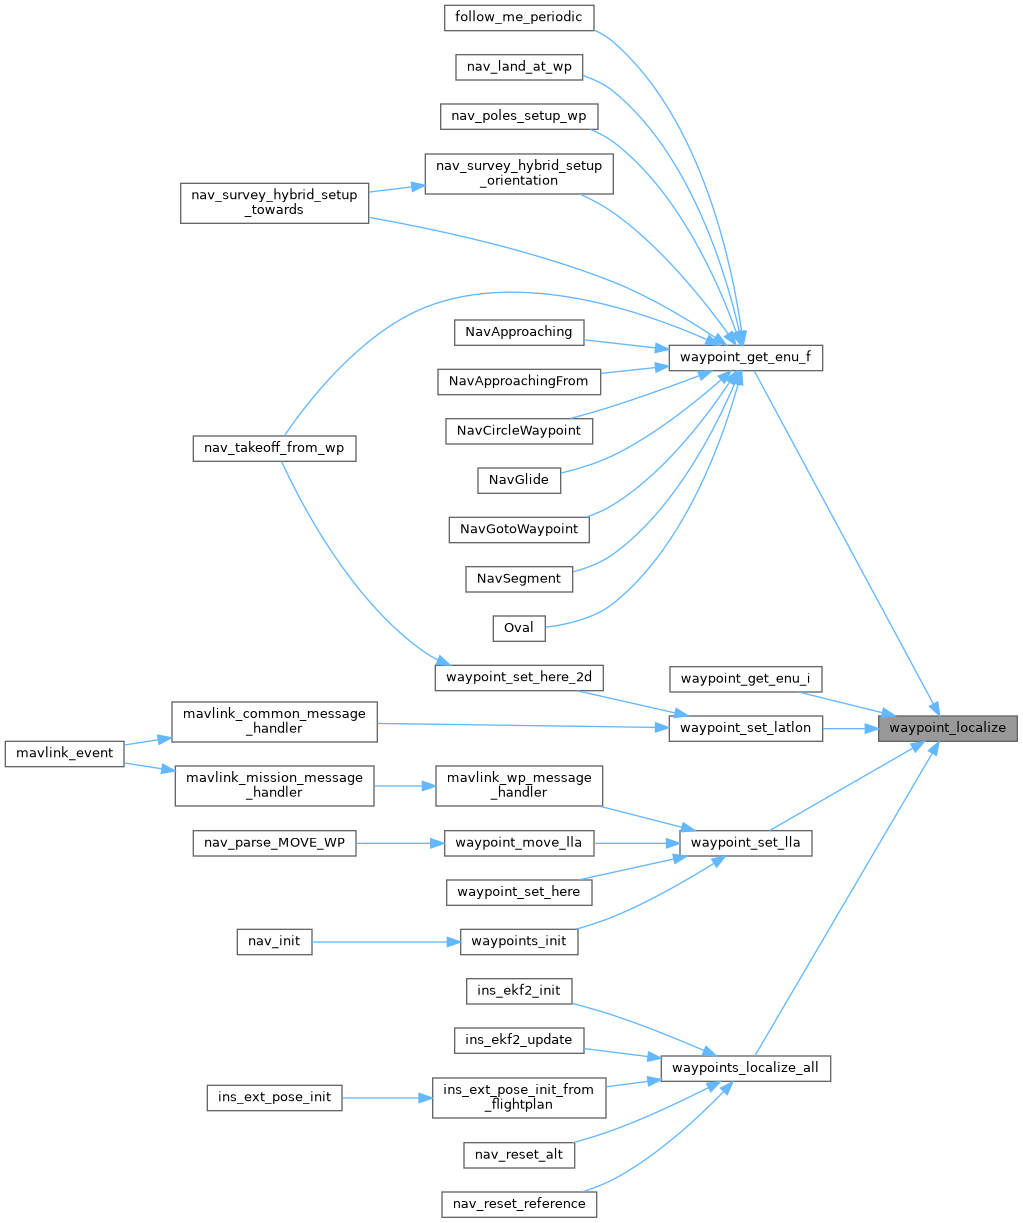 follow_me_periodic
nav_land_at_wp
nav_poles_setup_wp
nav_survey_hybrid_setup
_orientation
nav_survey_hybrid_setup
_towards
NavApproaching
waypoint_get_enu_f
NavApproachingFrom
NavCircleWaypoint
nav_takeoff_from_wp
NavGlide
NavGotoWaypoint
NavSegment
Oval
waypoint_set_here_2d
waypoint_get_enu_i
mavlink_common_message
_handler
waypoint_set_latlon
waypoint_localize
mavlink_event
mavlink_mission_message
_handler
mavlink_wp_message
_handler
nav_parse_MOVE_WP
waypoint_move_lla
waypoint_set_lla
waypoint_set_here
nav_init
waypoints_init
ins_ekf2_init
ins_ekf2_update
waypoints_localize_all
ins_ext_pose_init
ins_ext_pose_init_from
_flightplan
nav_reset_alt
nav_reset_reference